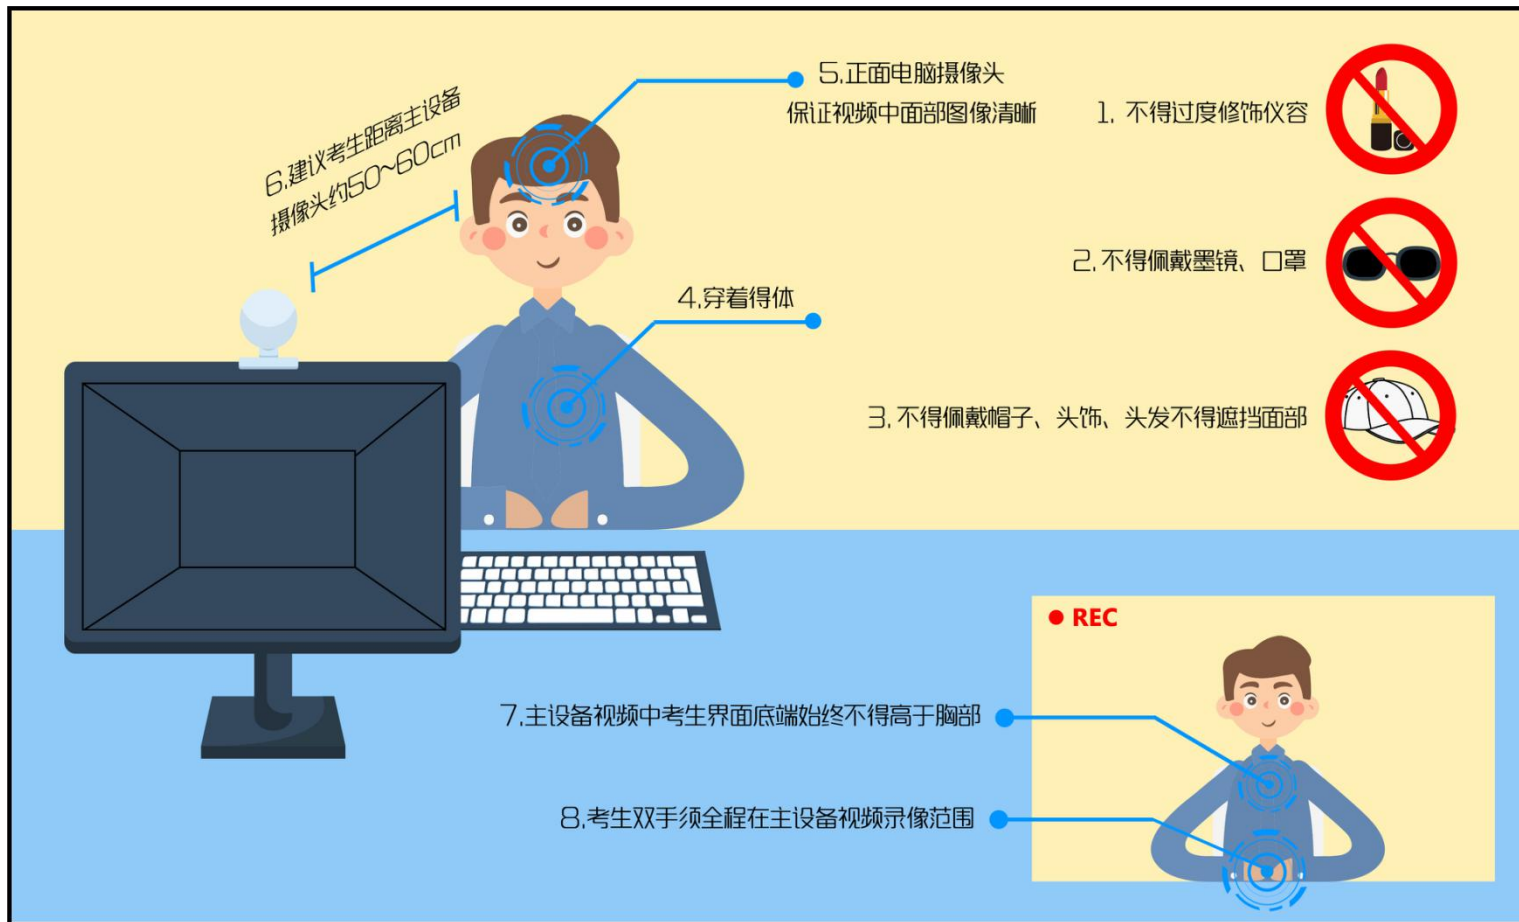 1. 不得过度修饰仪容
2. 不得佩戴墨镜、口罩
3. 不得佩戴帽子、头饰、头发不得遮挡面部
4.穿着得体
5.正面电脑摄像头
保证视频中面部图像清晰
6.建议考生距离主设备
摄像头约50~60cm
REC
7.主设备视频中考生界面底端始终不得高于胸部
8.考生双手须全程在主设备视频录像范围